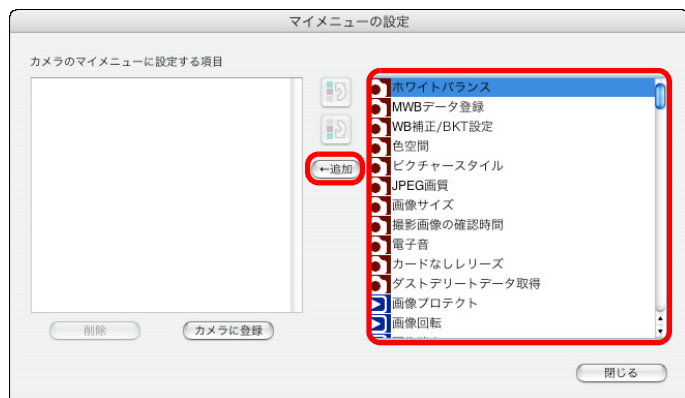 マイメニューの設定
カメラのマイメニューに設定する項目
←追加
削除
カメラに登録
ホワイトバランス
MWBデータ登録
WB補正/BKT設定
色空間
ピクチャースタイル
JPEG画質
画像サイズ
撮影画像の確認時間
電子音
カードなしレリーズ
ダストデリートデータ取得
画像プロテクト
画像回転
閉じる